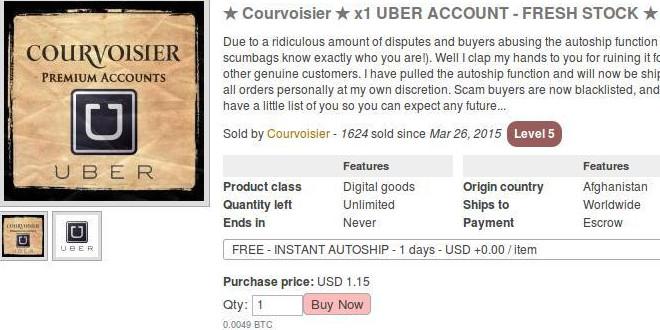 COURVOISIER
PREMIUM ACCOUNTS
U
UBER
★ Courvoisier ★ x1 UBER ACCOUNT - FRESH STOCK ★
Due to a ridiculous amount of disputes and buyers abusing the autoship function
scumbags know exactly who you are!). Well I clap my hands to you for ruining it
other genuine customers. I have pulled the autoship function and will now be
all orders personally at my own discretion. Scam buyers are now blacklisted, and
have a little list of you so you can expect any future...
Sold by Courvoisier - 1624 sold since Mar 26, 2015 Level 5
Features Features
Product class Digital goods Origin country Afghanistan
Quantity left Unlimited Ships to Worldwide
Ends in Never Payment Escrow
FREE - INSTANT AUTOSHIP - 1 days - USD +0.00 / item
Purchase price: USD 1.15
Qty: 1 Buy Now
0.0049 BTC